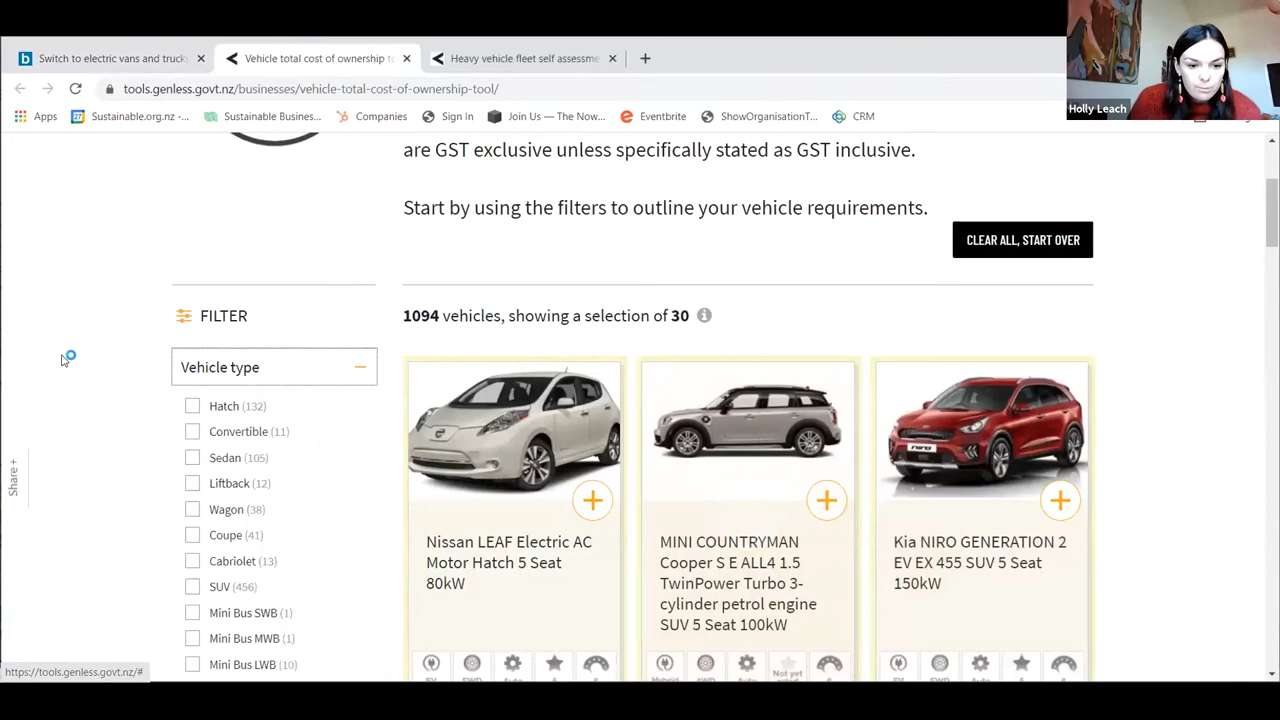 Switch to electric vans and trucks
Vehicle total cost of ownership to
Heavy vehicle fleet self assessme
Holly Leach
tools.genless.govt.nz/businesses/vehicle-total-cost-of-ownership-tool/
Apps
Sustainable.org.nz -...
Sustainable Busines...
Companies
Sign In
Join Us — The Now...
Eventbrite
ShowOrganisationT...
CRM
are GST exclusive unless specifically stated as GST inclusive.
Start by using the filters to outline your vehicle requirements.
CLEAR ALL, START OVER
FILTER
1094 vehicles, showing a selection of 30
Vehicle type
Hatch (132)
Convertible (11)
Sedan (105)
Liftback (12)
Wagon (38)
Coupe (41)
Cabriolet (13)
SUV (456)
Mini Bus SWB (1)
Mini Bus MWB (1)
Mini Bus LWB (10)
Share +
Nissan LEAF Electric AC
Motor Hatch 5 Seat
80kW
MINI COUNTRYMAN
Cooper S E ALL4 1.5
TwinPower Turbo 3-
cylinder petrol engine
SUV 5 Seat 100kW
Kia NIRO GENERATION 2
EV EX 455 SUV 5 Seat
150kW
Not yet
https://tools.genless.govt.nz/#